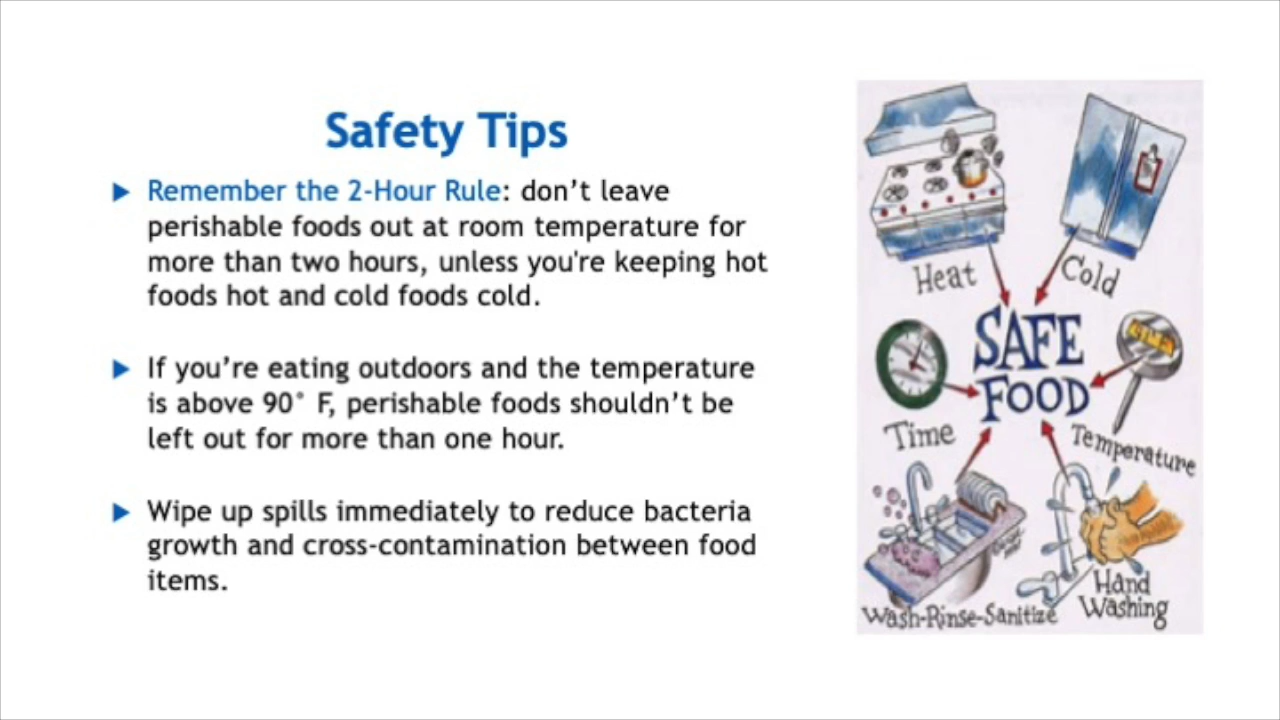 Safety Tips
Remember the 2-Hour Rule: don’t leave
perishable foods out at room temperature for
more than two hours, unless you're keeping hot
foods hot and cold foods cold.
If you’re eating outdoors and the temperature
is above 90° F, perishable foods shouldn’t be
left out for more than one hour.
Wipe up spills immediately to reduce bacteria
growth and cross-contamination between food
items.
Heat
Cold
SAFE
FOOD
Time
Temperature
Wash-Rinse-Sanitize
Hand
Washing